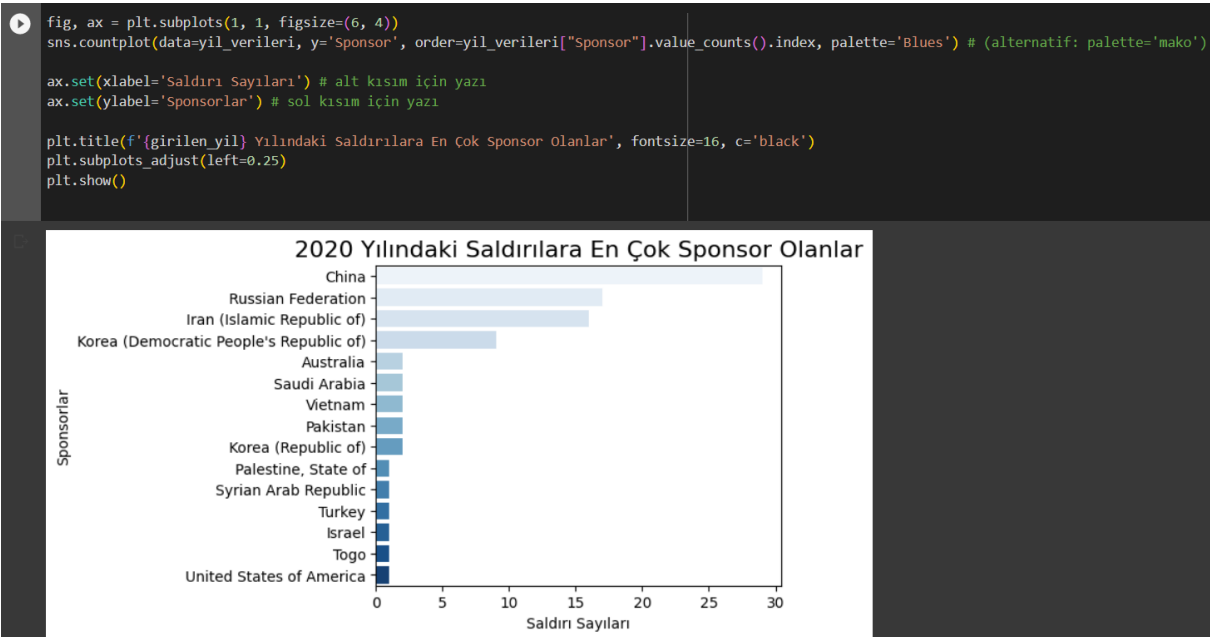 fig, ax = plt.subplots(1, 1, figsize=(6, 4))
sns.countplot(data=yil_verileri, y='Sponsor', order=yil_verileri["Sponsor"].value_counts().index, palette='Blues') # (alternatif: palette='mako')
ax.set(xlabel='Saldırı Sayıları') # alt kısım için yazı
ax.set(ylabel='Sponsorlar') # sol kısım için yazı
plt.title(f'{girilen_yil} Yılındaki Saldırılara En Çok Sponsor Olanlar', fontsize=16, c='black')
plt.subplots_adjust(left=0.25)
plt.show()
2020 Yılındaki Saldırılara En Çok Sponsor Olanlar
Sponsorlar
China
Russian Federation
Iran (Islamic Republic of)
Korea (Democratic People's Republic of)
Australia
Saudi Arabia
Vietnam
Pakistan
Korea (Republic of)
Palestine, State of
Syrian Arab Republic
Turkey
Israel
Togo
United States of America
0 5 10 15 20 25 30
Saldırı Sayıları